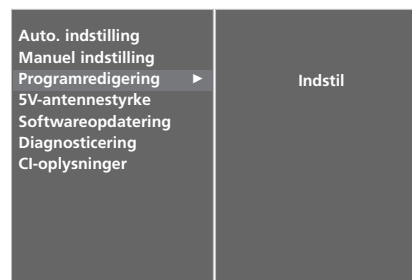 Auto. indstilling
Manuel indstilling
Programredigering ►
Indstil
5V-antennestyrke
Softwareopdatering
Diagnosticering
CI-oplysninger